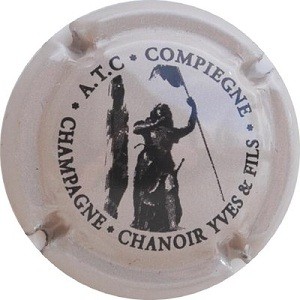 * A.T.C * COMPIEGNE *
CHAMPAGNE * CHANOIR YVES & FILS